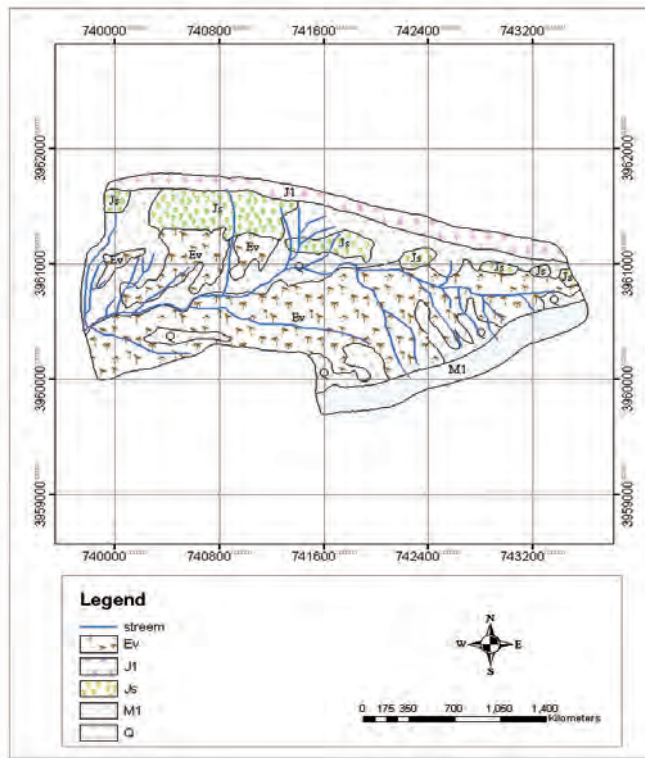 740000 740800 741600 742400 743200
3962000 3962000
J1
Js Js
Js
Ev Ev Ev Js
3961000 Js Js Js 3961000
Q
Ev Q
Q Q
M1
3960000 Q Q 3960000
3959000 3959000
740000 740800 741600 742400 743200
Legend
streem
Ev
J1
Js
M1
Q
N
W E
S
0 175 350 700 1,050 1,400
Kilometers